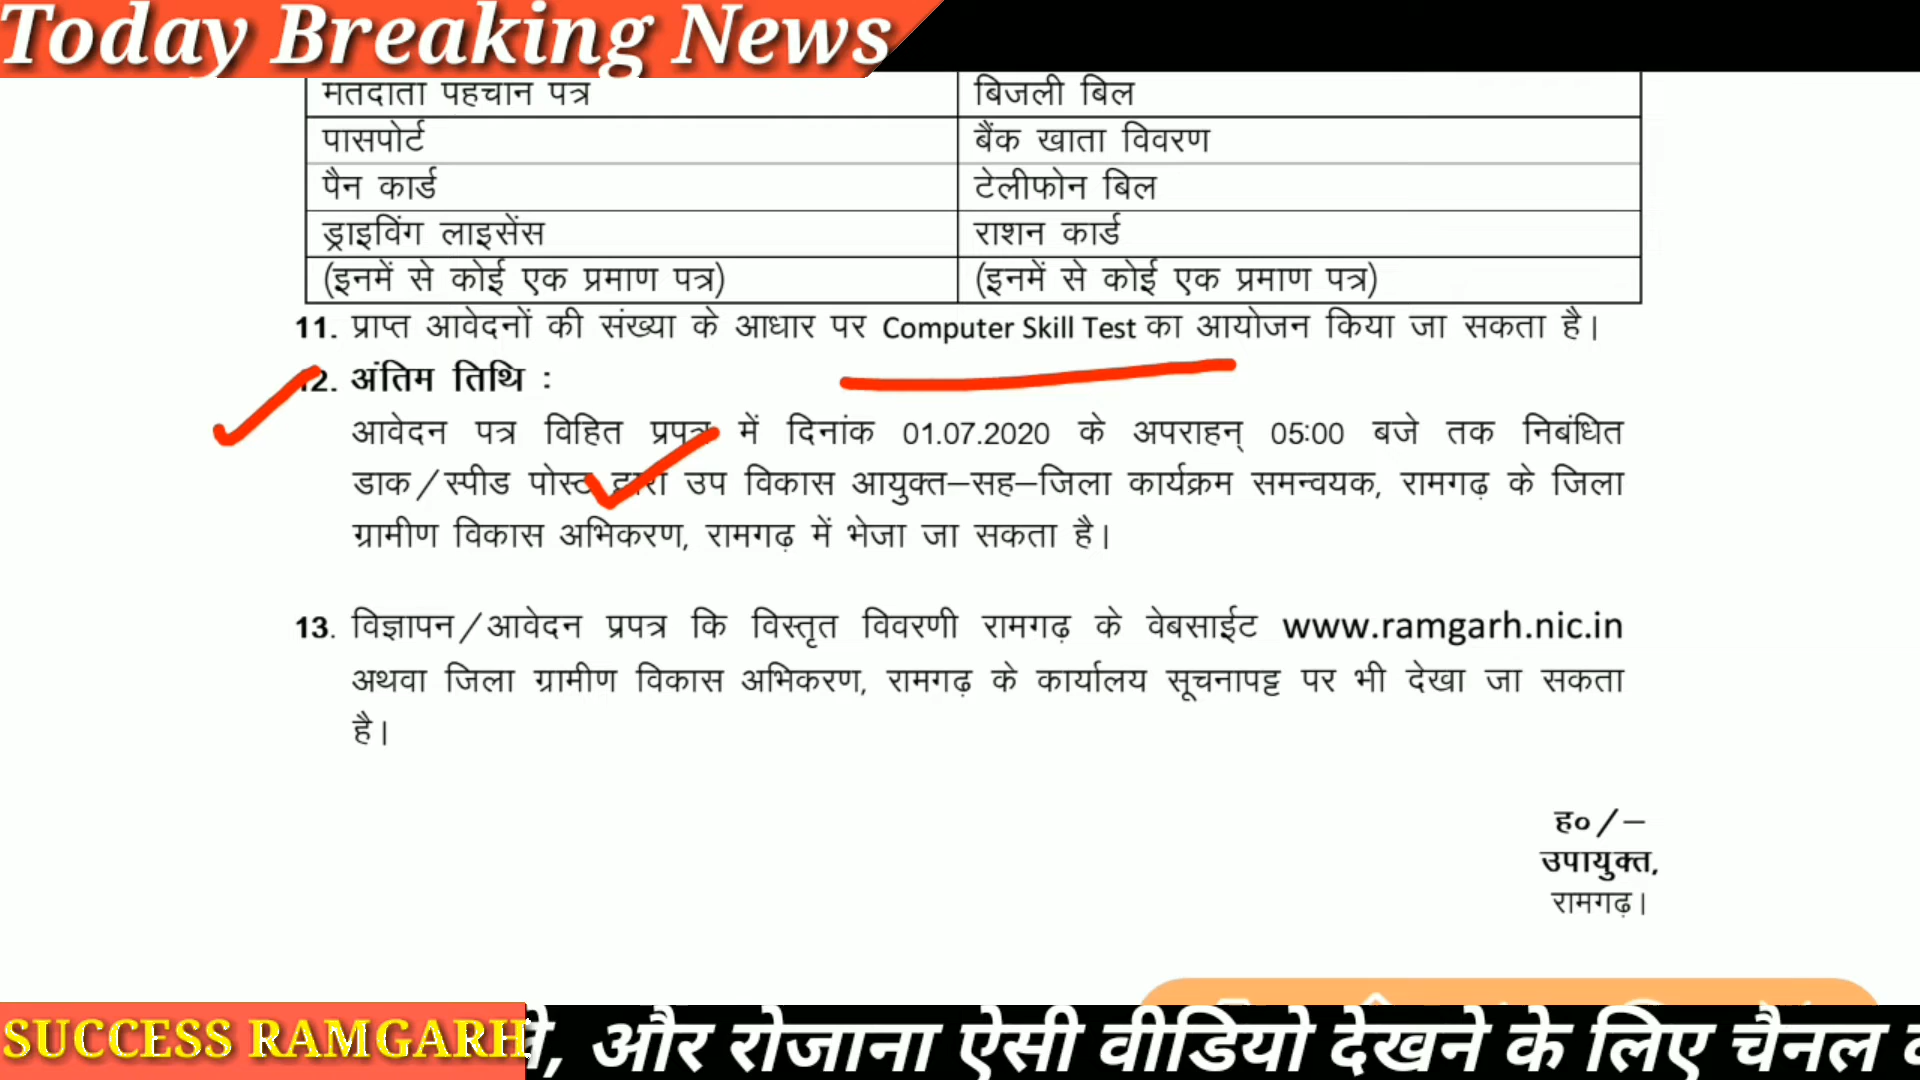 Today Breaking News
मतदाता पहचान पत्र बिजली बिल
पासपोर्ट बैंक खाता विवरण
पैन कार्ड टेलीफोन बिल
ड्राइविंग लाइसेंस राशन कार्ड
(इनमें से कोई एक प्रमाण पत्र) (इनमें से कोई एक प्रमाण पत्र)
11. प्राप्त आवेदनों की संख्या के आधार पर Computer Skill Test का आयोजन किया जा सकता है।
12. अंतिम तिथि :
आवेदन पत्र विहित प्रपत्र में दिनांक 01.07.2020 के अपराहन् 05:00 बजे तक निबंधित
डाक/स्पीड पोस्ट द्वारा उप विकास आयुक्त–सह–जिला कार्यक्रम समन्वयक, रामगढ़ के जिला
ग्रामीण विकास अभिकरण, रामगढ़ में भेजा जा सकता है।
13. विज्ञापन/आवेदन प्रपत्र कि विस्तृत विवरणी रामगढ़ के वेबसाईट www.ramgarh.nic.in
अथवा जिला ग्रामीण विकास अभिकरण, रामगढ़ के कार्यालय सूचनापट्ट पर भी देखा जा सकता
है।
ह०/–
उपायुक्त,
रामगढ़।
SUCCESS RAMGARH , और रोजाना ऐसी वीडियो देखने के लिए चैनल